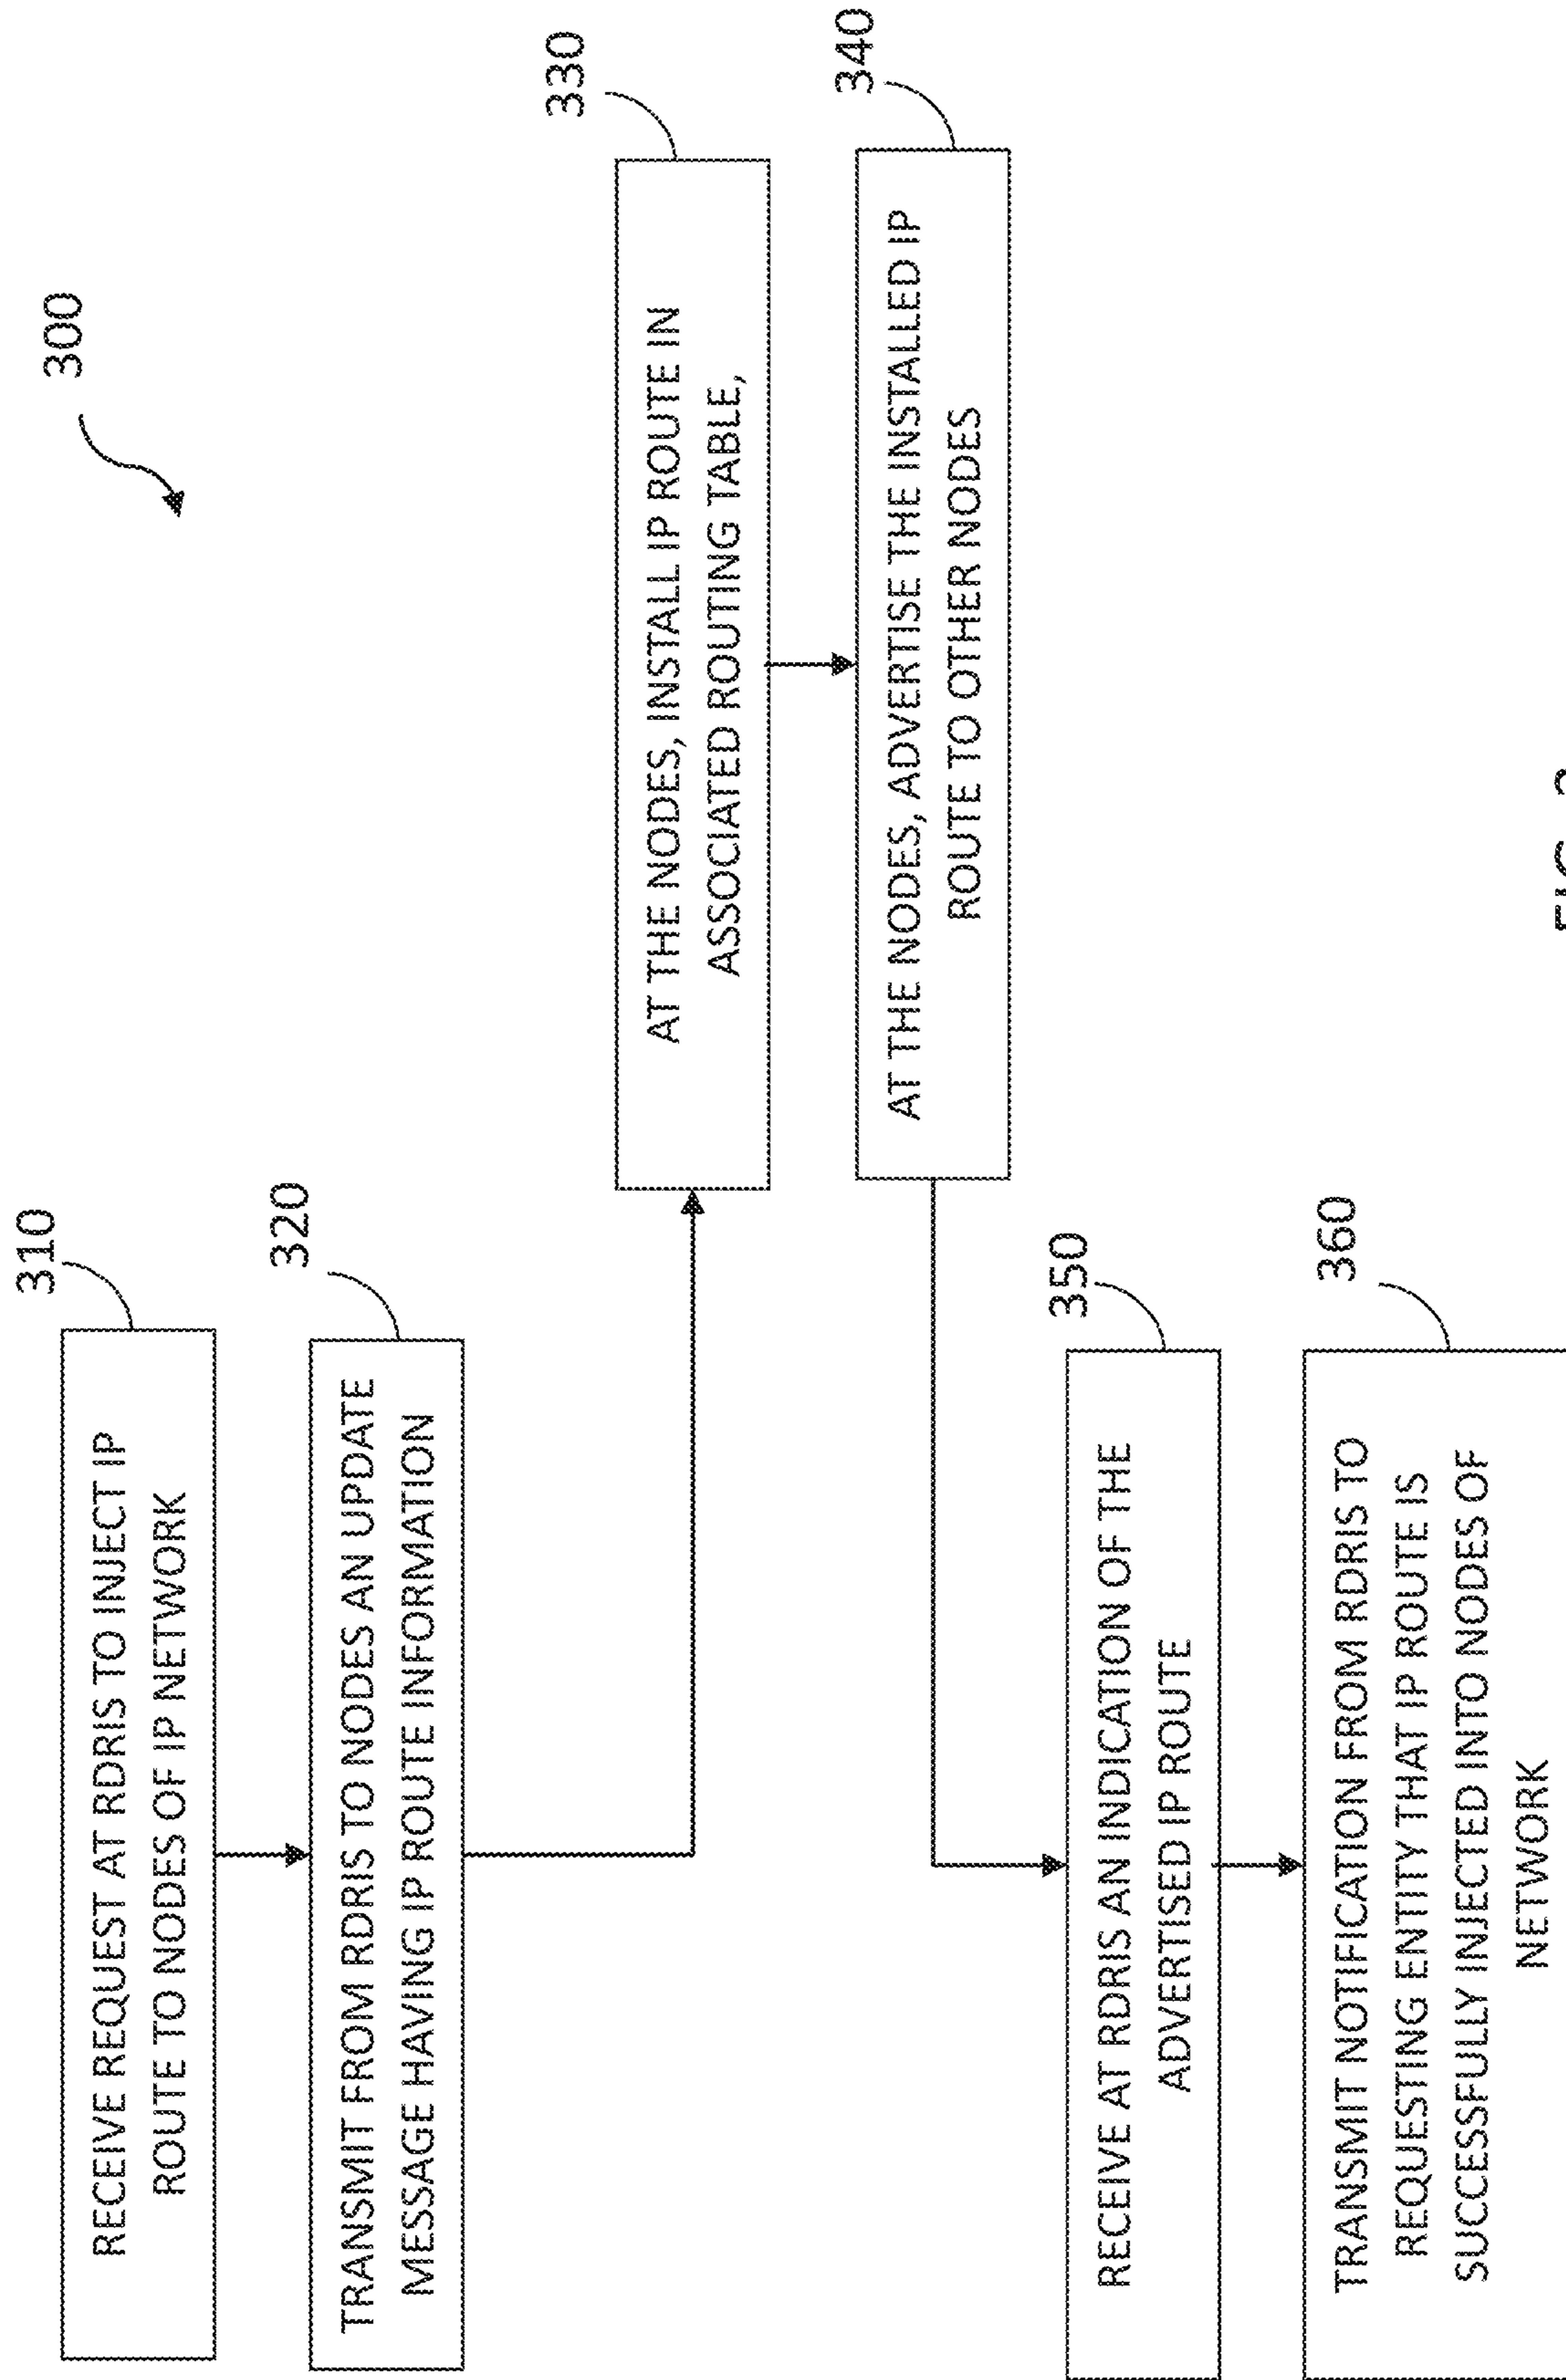 300
310
RECEIVE REQUEST AT RDRIS TO INJECT IP
ROUTE TO NODES OF IP NETWORK
320
TRANSMIT FROM RDRIS TO NODES AN UPDATE
MESSAGE HAVING IP ROUTE INFORMATION
330
AT THE NODES, INSTALL IP ROUTE IN
ASSOCIATED ROUTING TABLE,
340
AT THE NODES, ADVERTISE THE INSTALLED IP
ROUTE TO OTHER NODES
350
RECEIVE AT RDRIS AN INDICATION OF THE
ADVERTISED IP ROUTE
360
TRANSMIT NOTIFICATION FROM RDRIS TO
REQUESTING ENTITY THAT IP ROUTE IS
SUCCESSFULLY INJECTED INTO NODES OF
NETWORK
FIG.